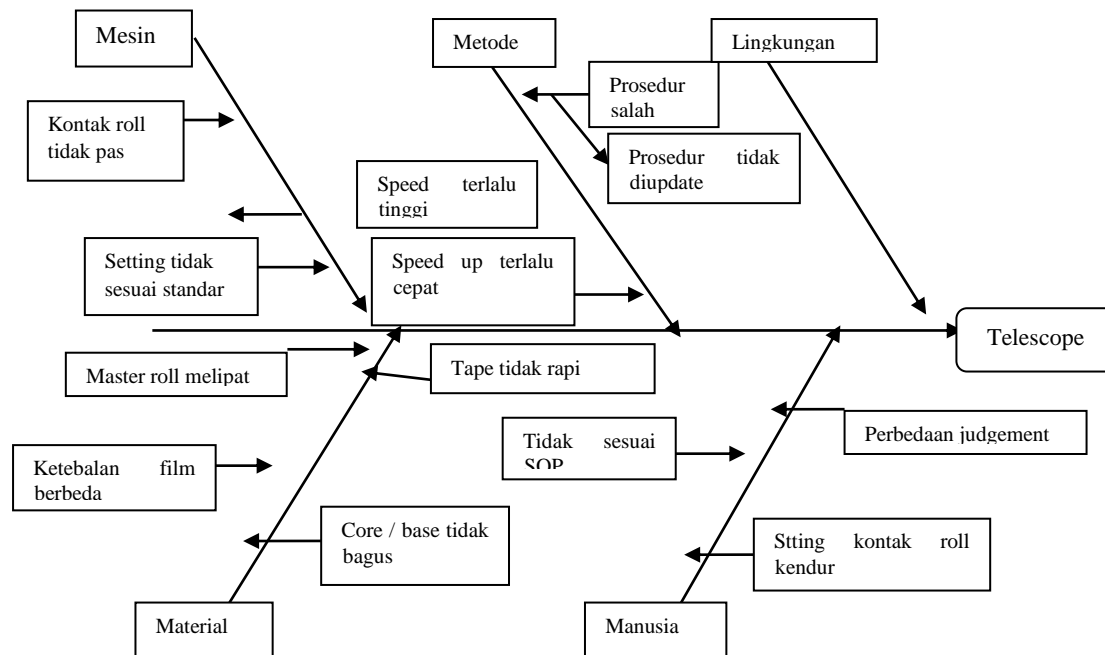 Mesin
Metode
Lingkungan
Kontak roll
tidak pas
Prosedur
salah
Prosedur tidak
diupdate
Speed terlalu
tinggi
Setting tidak
sesuai standar
Speed up terlalu
cepat
Telescope
Master roll melipat
Tape tidak rapi
Perbedaan judgement
Tidak sesuai
SOP
Ketebalan film
berbeda
Core / base tidak
bagus
Stting kontak roll
kendur
Material
Manusia